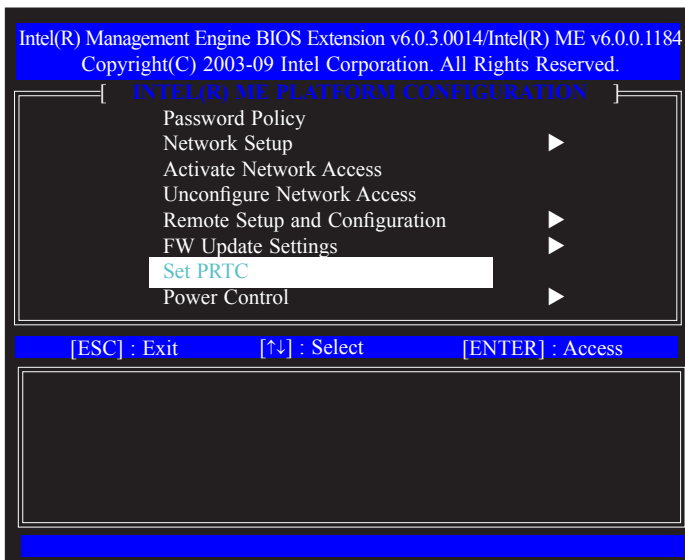 Intel(R) Management Engine BIOS Extension v6.0.3.0014/Intel(R) ME v6.0.0.1184
Copyright(C) 2003-09 Intel Corporation. All Rights Reserved.
[ INTEL(R) ME PLATFORM CONFIGURATION ]
Password Policy
Network Setup ▶
Activate Network Access
Unconfigure Network Access
Remote Setup and Configuration ▶
FW Update Settings ▶
Set PRTC
Power Control ▶
[ESC] : Exit [↑↓] : Select [ENTER] : Access